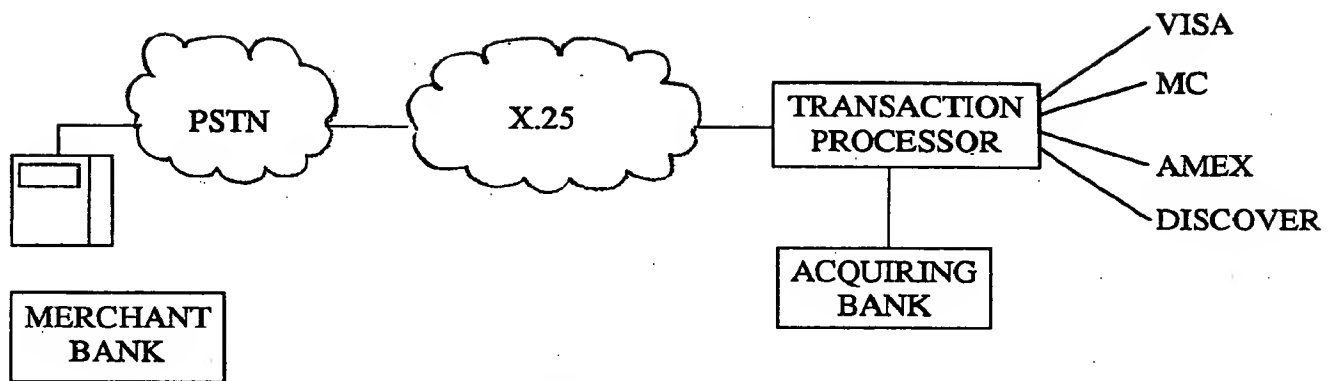 VISA
MC
AMEX
DISCOVER
PSTN
X.25
TRANSACTION
PROCESSOR
ACQUIRING
BANK
MERCHANT
BANK